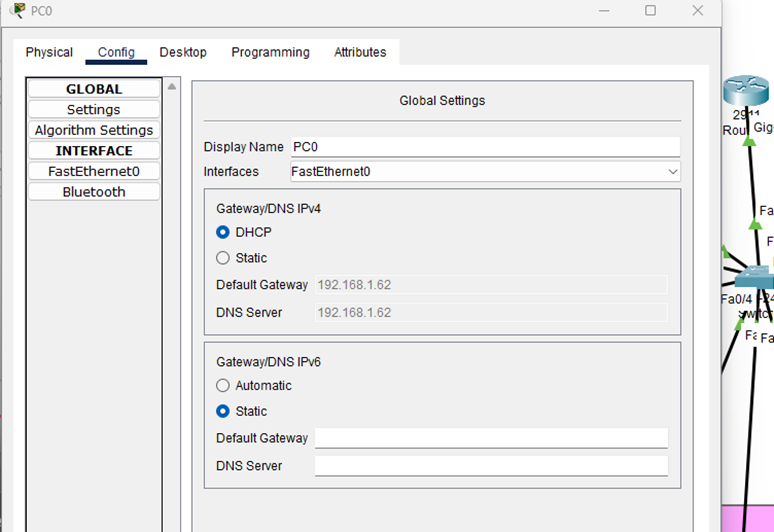 PC0
Physical Config Desktop Programming Attributes
GLOBAL
Settings
Algorithm Settings
INTERFACE
FastEthernet0
Bluetooth
Global Settings
Display Name PC0
Interfaces FastEthernet0
Gateway/DNS IPv4
DHCP
Static
Default Gateway 192.168.1.62
DNS Server 192.168.1.62
Gateway/DNS IPv6
Automatic
Static
Default Gateway
DNS Server
Rou Gig
Fa
F
Fa0/4
Fa Fa